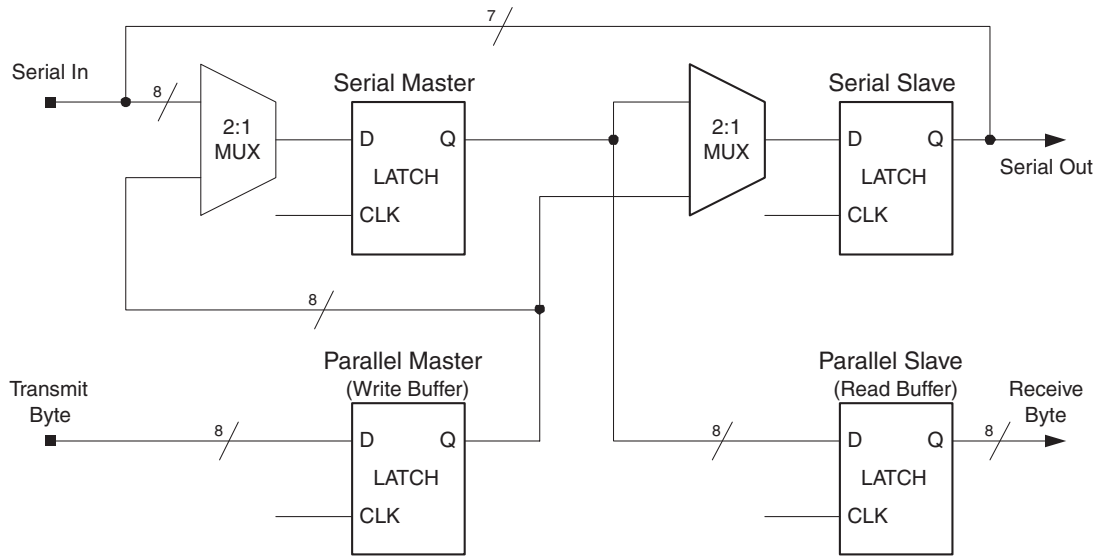 7
Serial In
8
2:1
MUX
Serial Master
D
Q
LATCH
CLK
2:1
MUX
Serial Slave
D
Q
LATCH
CLK
Serial Out
8
Transmit
Byte
8
Parallel Master
(Write Buffer)
D
Q
LATCH
CLK
8
Parallel Slave
(Read Buffer)
D
Q
LATCH
CLK
8
Receive
Byte